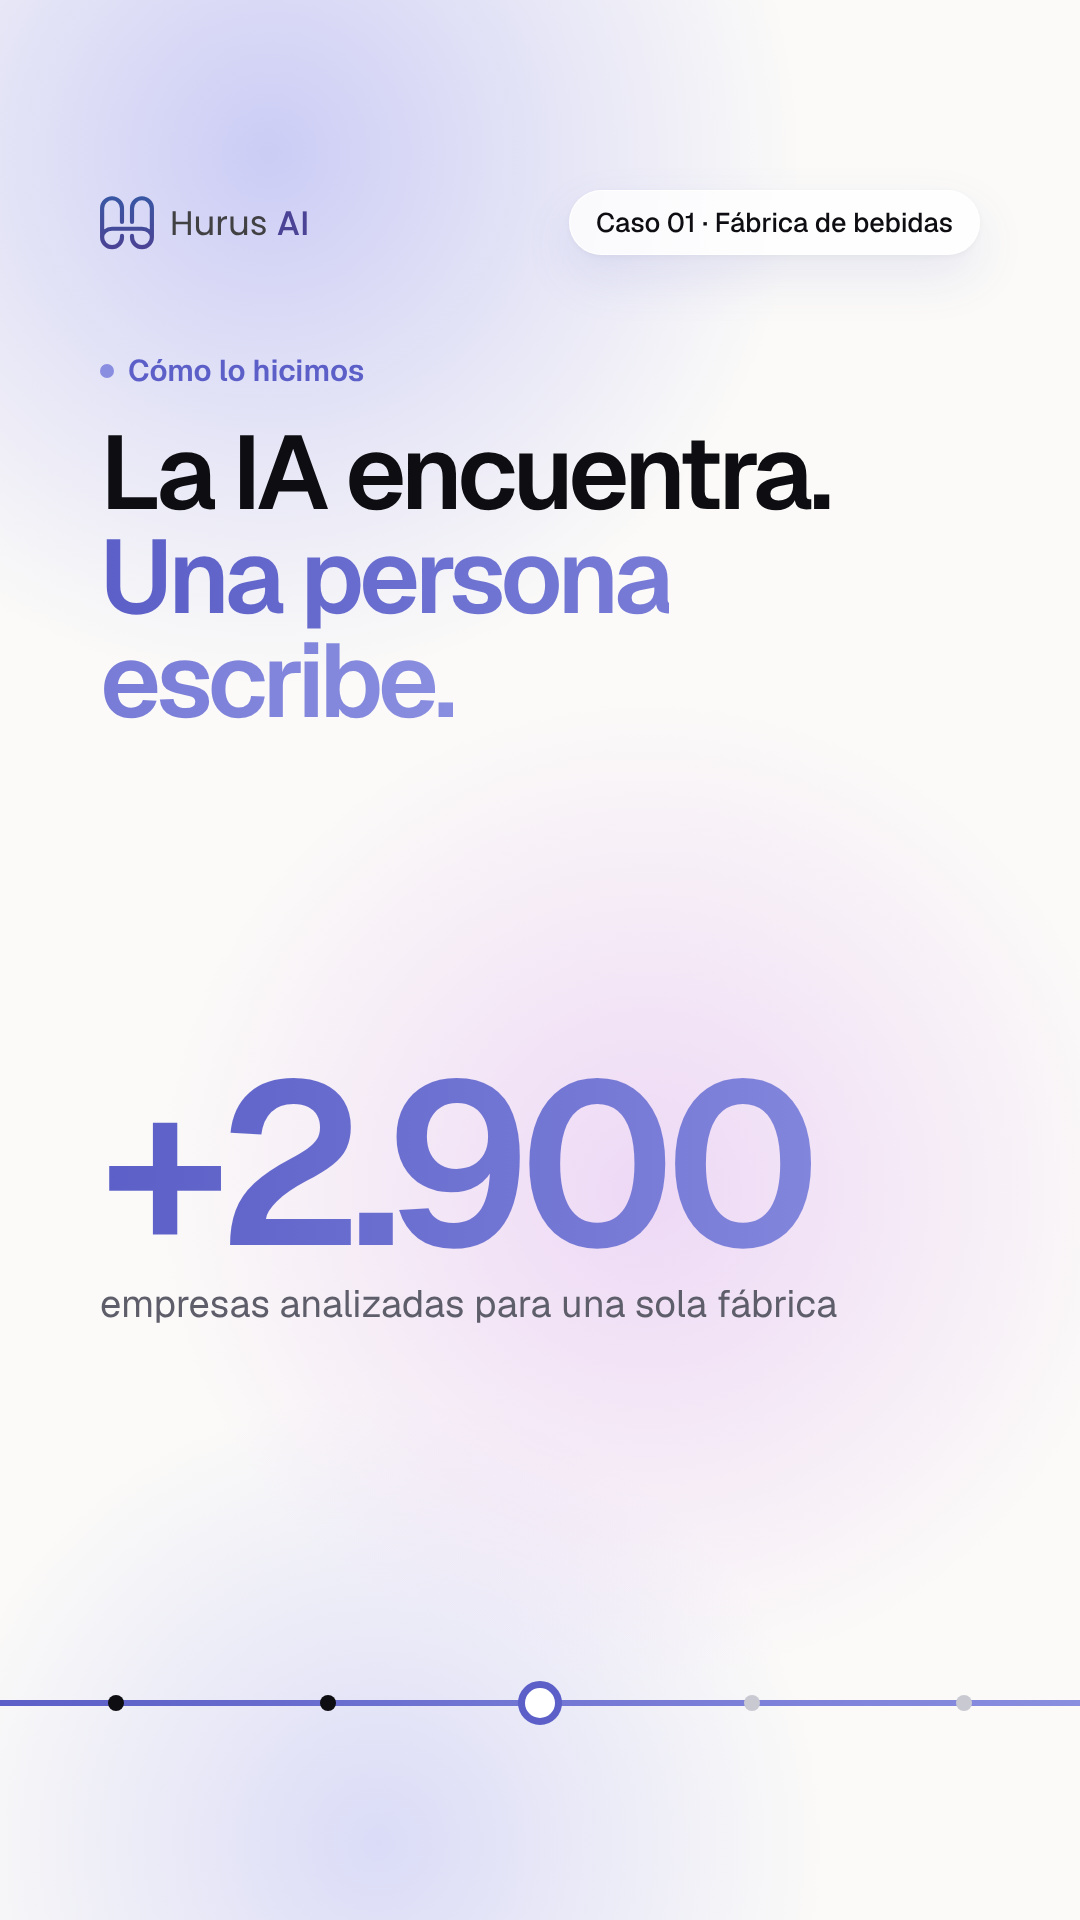 Hurus AI
Caso 01 · Fábrica de bebidas
Cómo lo hicimos
La IA encuentra.
Una persona
escribe.
+2.900
empresas analizadas para una sola fábrica